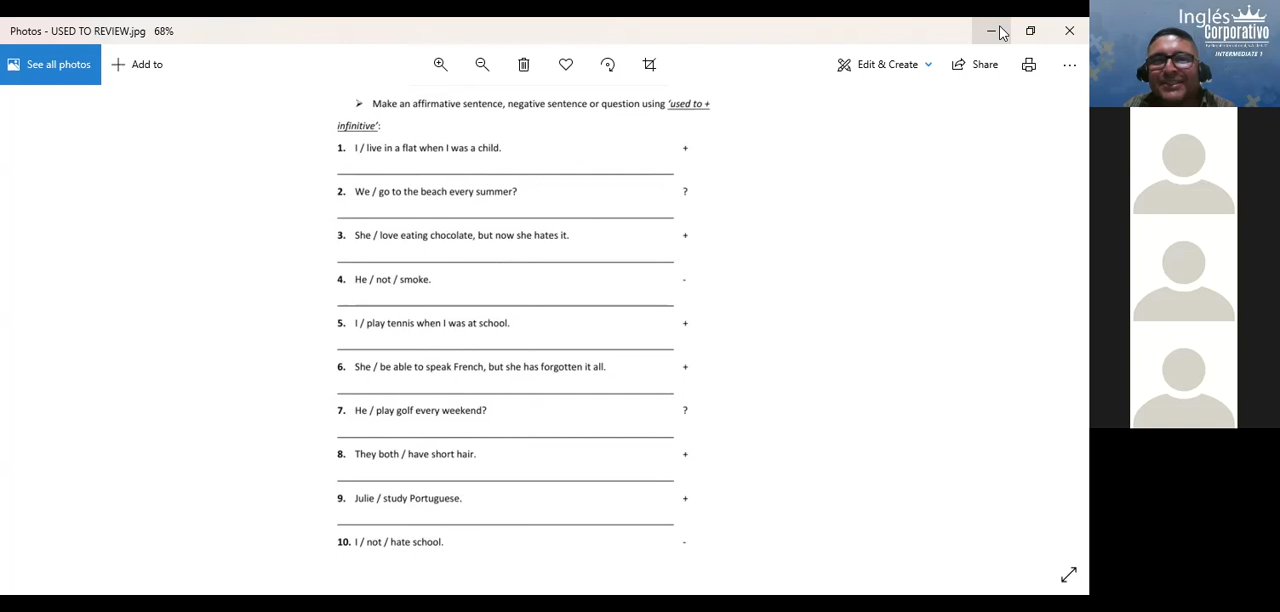 Photos - USED TO REVIEW.jpg 68%
See all photos
Add to
Edit & Create
Share
Inglés
Corporativo
INTERMEDIATE 1
➤ Make an affirmative sentence, negative sentence or question using ‘used to +
infinitive’:
1. I / live in a flat when I was a child. +
2. We / go to the beach every summer? ?
3. She / love eating chocolate, but now she hates it. +
4. He / not / smoke. -
5. I / play tennis when I was at school. +
6. She / be able to speak French, but she has forgotten it all. +
7. He / play golf every weekend? ?
8. They both / have short hair. +
9. Julie / study Portuguese. +
10. I / not / hate school. -